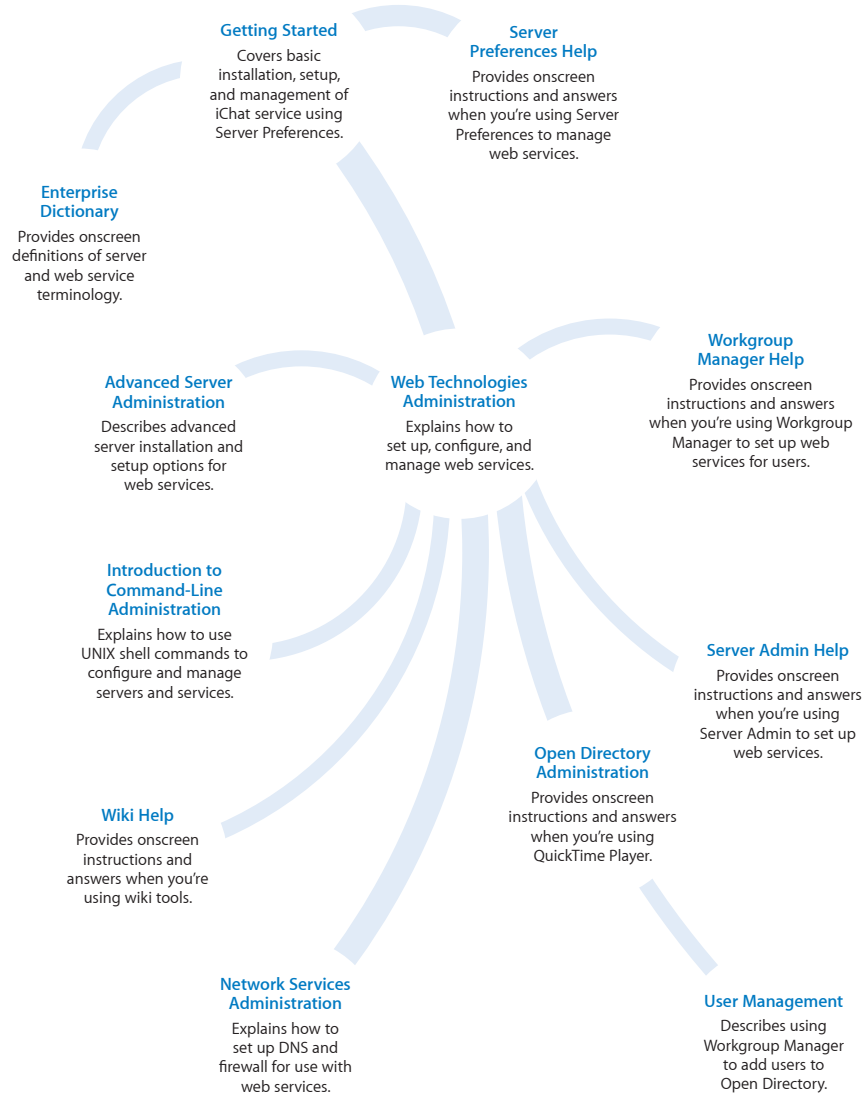 Getting Started
Covers basic
installation, setup,
and management of
iChat service using
Server Preferences.
Server
Preferences Help
Provides onscreen
instructions and answers
when you're using Server
Preferences to manage
web services.
Enterprise
Dictionary
Provides onscreen
definitions of server
and web service
terminology.
Advanced Server
Administration
Describes advanced
server installation and
setup options for
web services.
Web Technologies
Administration
Explains how to
set up, configure, and
manage web services.
Workgroup
Manager Help
Provides onscreen
instructions and answers
when you're using Workgroup
Manager to set up web
services for users.
Introduction to
Command-Line
Administration
Explains how to use
UNIX shell commands to
configure and manage
servers and services.
Server Admin Help
Provides onscreen
instructions and answers
when you're using
Server Admin to set up
web services.
Open Directory
Administration
Provides onscreen
instructions and answers
when you're using
QuickTime Player.
Wiki Help
Provides onscreen
instructions and
answers when you're
using wiki tools.
Network Services
Administration
Explains how to
set up DNS and
firewall for use with
web services.
User Management
Describes using
Workgroup Manager
to add users to
Open Directory.